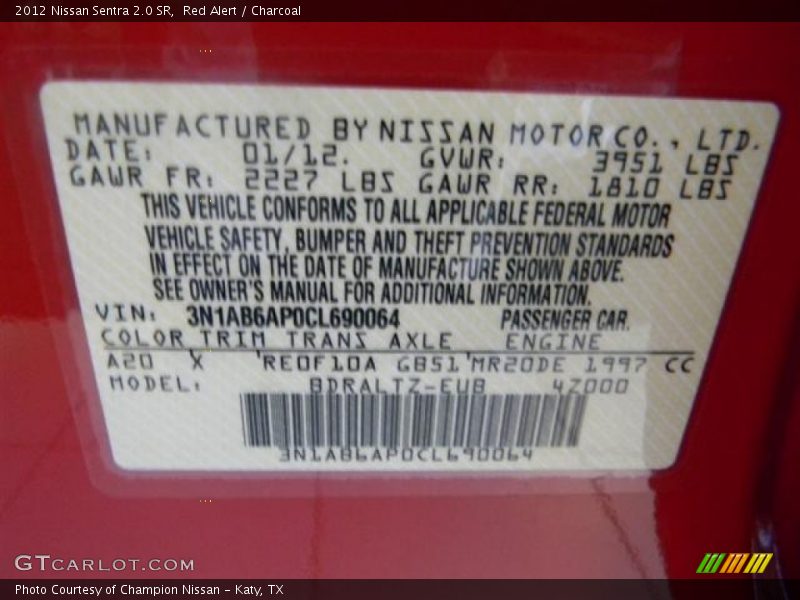 2012 Nissan Sentra 2.0 SR,  Red Alert / Charcoal
MANUFACTURED BY NISSAN MOTOR CO., LTD.
DATE: 01/12. GVWR: 3951 LBS
GAWR FR: 2227 LBS GAWR RR: 1810 LBS
THIS VEHICLE CONFORMS TO ALL APPLICABLE FEDERAL MOTOR
VEHICLE SAFETY, BUMPER AND THEFT PREVENTION STANDARDS
IN EFFECT ON THE DATE OF MANUFACTURE SHOWN ABOVE.
SEE OWNER'S MANUAL FOR ADDITIONAL INFORMATION.
VIN: 3N1AB6AP0CL690064 PASSENGER CAR.
COLOR TRIM TRANS AXLE ENGINE
A20 X RE0F10A GB51 MR20DE 1997 CC
MODEL: BDRALTZ-EUB 4Z000
3N1AB6AP0CL690064
GTCARLOT.COM
Photo Courtesy of Champion Nissan - Katy, TX